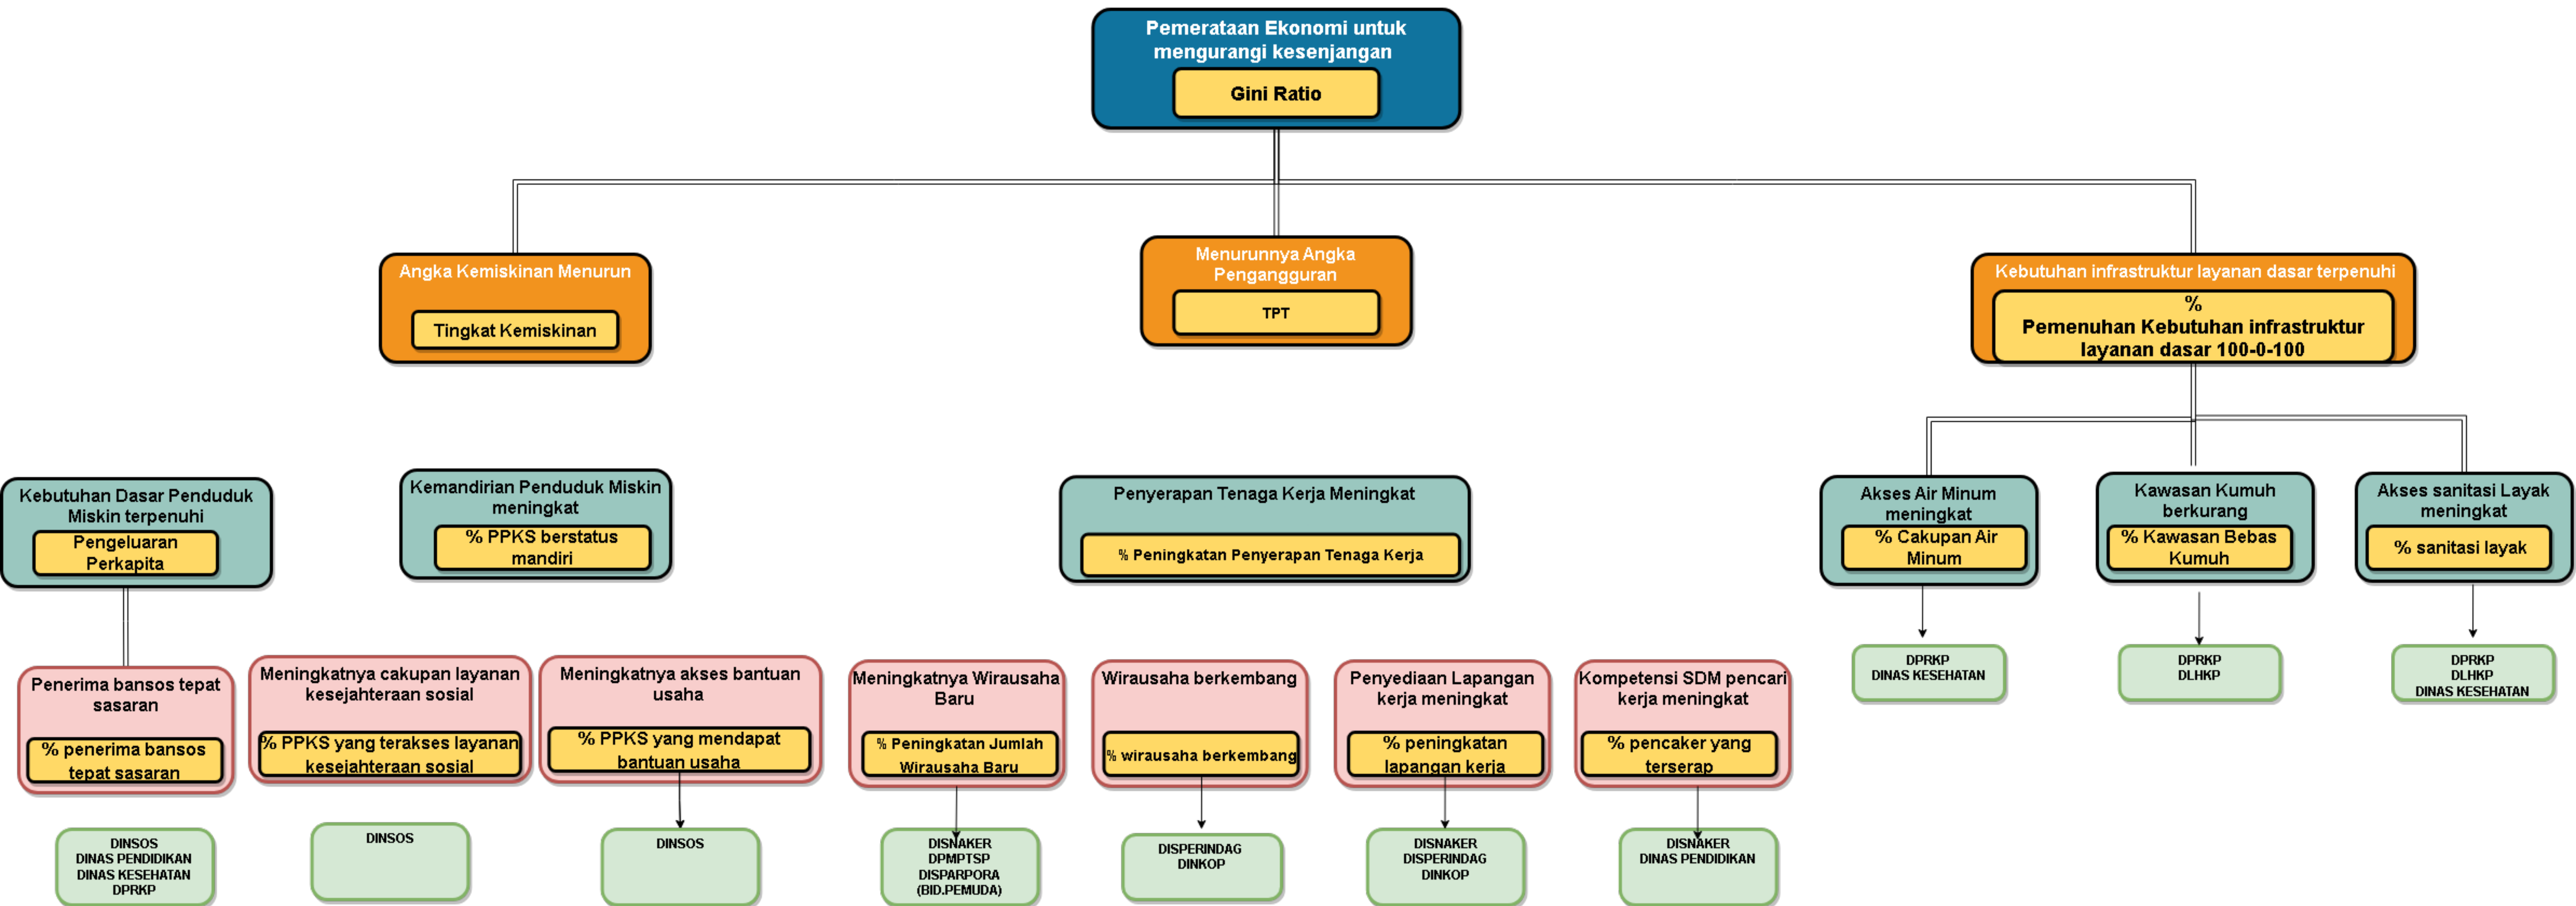 Pemerataan Ekonomi untuk
mengurangi kesenjangan
Gini Ratio
Angka Kemiskinan Menurun
Tingkat Kemiskinan
Menurunnya Angka
Pengangguran
TPT
Kebutuhan infrastruktur layanan dasar terpenuhi
%
Pemenuhan Kebutuhan infrastruktur
layanan dasar 100-0-100
Kebutuhan Dasar Penduduk
Miskin terpenuhi
Pengeluaran
Perkapita
Kemandirian Penduduk Miskin
meningkat
% PPKS berstatus
mandiri
Penyerapan Tenaga Kerja Meningkat
% Peningkatan Penyerapan Tenaga Kerja
Akses Air Minum
meningkat
% Cakupan Air
Minum
Kawasan Kumuh
berkurang
% Kawasan Bebas
Kumuh
Akses sanitasi Layak
meningkat
% sanitasi layak
Penerima bansos tepat
sasaran
% penerima bansos
tepat sasaran
Meningkatnya cakupan layanan
kesejahteraan sosial
% PPKS yang terakses layanan
kesejahteraan sosial
Meningkatnya akses bantuan
usaha
% PPKS yang mendapat
bantuan usaha
Meningkatnya Wirausaha
Baru
% Peningkatan Jumlah
Wirausaha Baru
Wirausaha berkembang
% wirausaha berkembang
Penyediaan Lapangan
kerja meningkat
% peningkatan
lapangan kerja
Kompetensi SDM pencari
kerja meningkat
% pencaker yang
terserap
DPRKP
DINAS KESEHATAN
DPRKP
DLHKP
DPRKP
DLHKP
DINAS KESEHATAN
DINSOS
DINAS PENDIDIKAN
DINAS KESEHATAN
DPRKP
DINSOS
DINSOS
DISNAKER
DPMPTSP
DISPARPORA
(BID.PEMUDA)
DISPERINDAG
DINKOP
DISNAKER
DISPERINDAG
DINKOP
DISNAKER
DINAS PENDIDIKAN